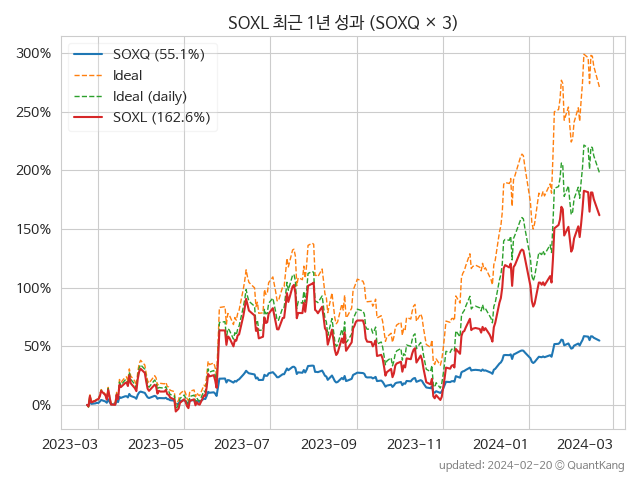 SOXL 최근 1년 성과 (SOXQ × 3)
SOXQ (55.1%)
Ideal
Ideal (daily)
SOXL (162.6%)
300%
250%
200%
150%
100%
50%
0%
2023−03 2023−05 2023−07 2023−09 2023−11 2024−01 2024−03
updated: 2024−02−20 ⓒ QuantKang